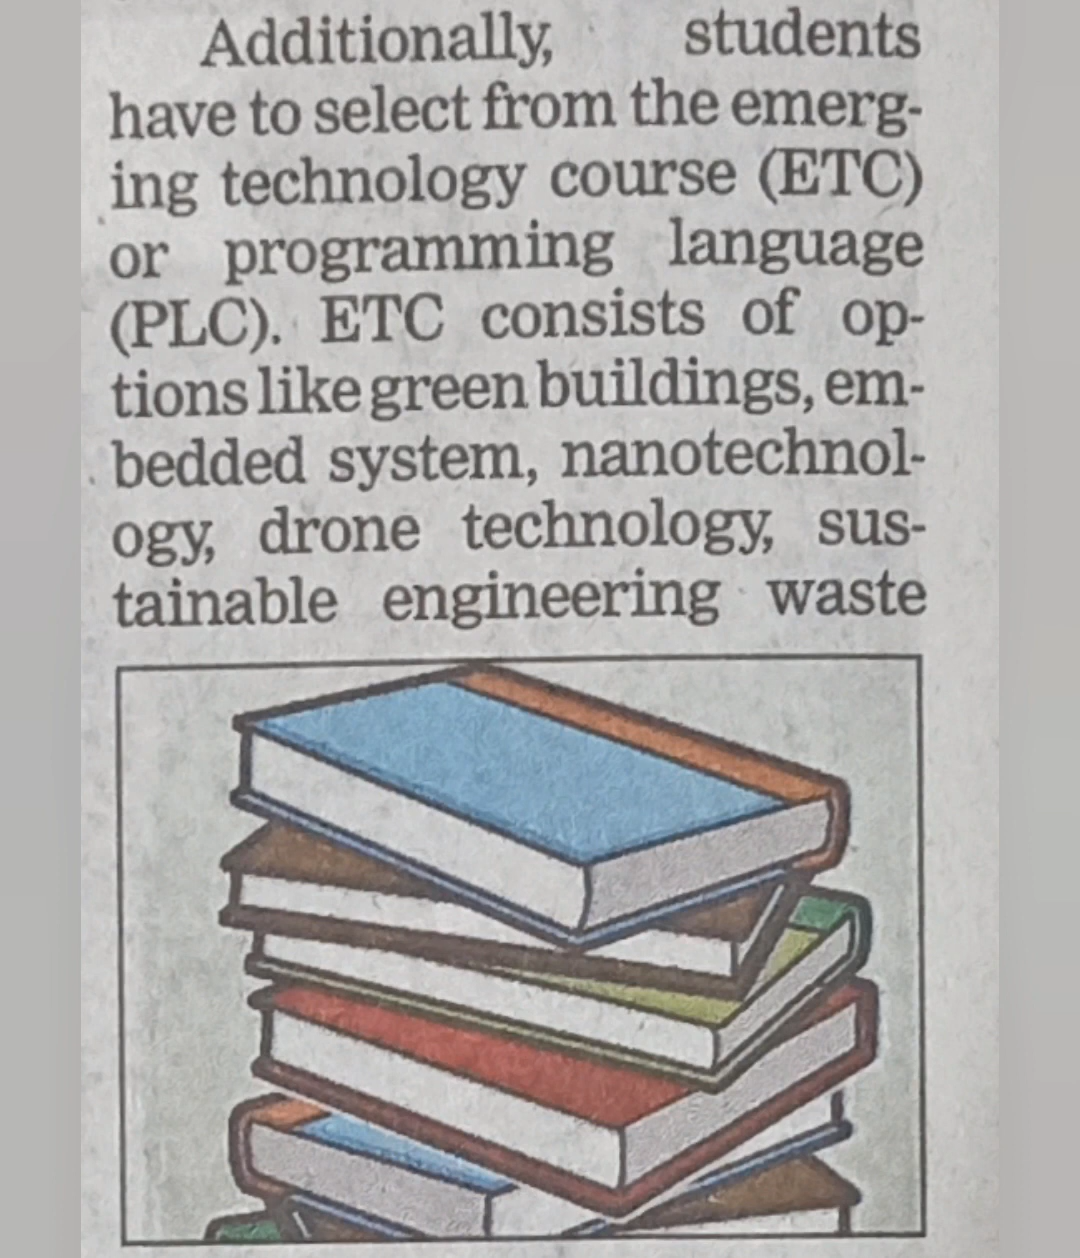 Additionally, students
have to select from the emerg-
ing technology course (ETC)
or programming language
(PLC). ETC consists of op-
tions like green buildings, em-
bedded system, nanotechnol-
ogy, drone technology, sus-
tainable engineering waste